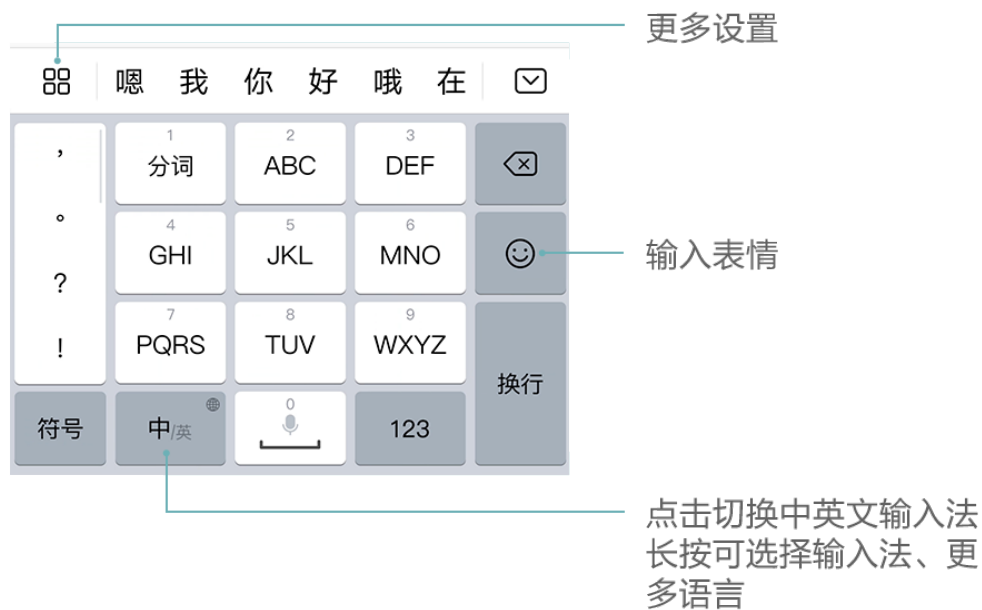 更多设置
嗯 我 你 好 哦 在
，
。
?
!
1
分词
2
ABC
3
DEF
4
GHI
5
JKL
6
MNO
输入表情
7
PQRS
8
TUV
9
WXYZ
换行
符号
中/英
0
123
点击切换中英文输入法
长按可选择输入法、更
多语言